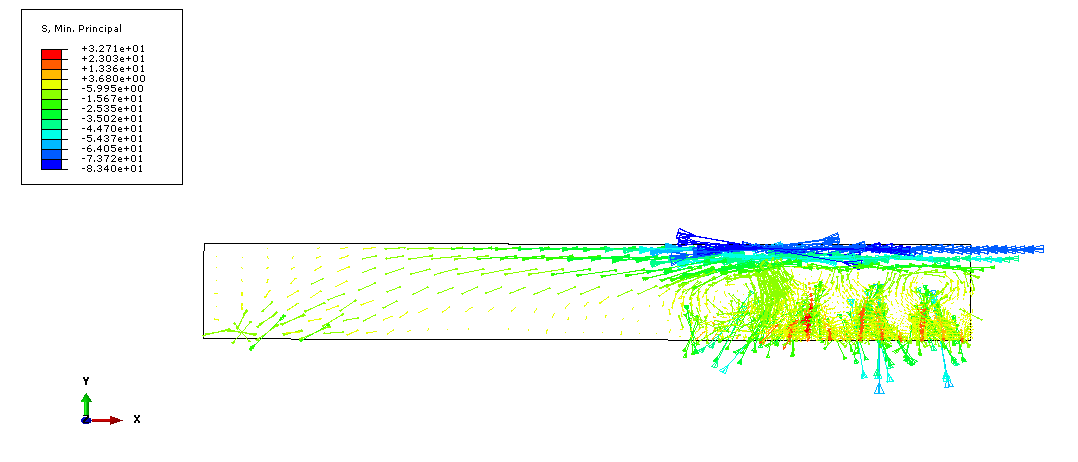 S, Min. Principal
+3.271e+01
+2.303e+01
+1.336e+01
+3.680e+00
-5.995e+00
-1.567e+01
-2.535e+01
-3.502e+01
-4.470e+01
-5.437e+01
-6.405e+01
-7.372e+01
-8.340e+01
Y
X